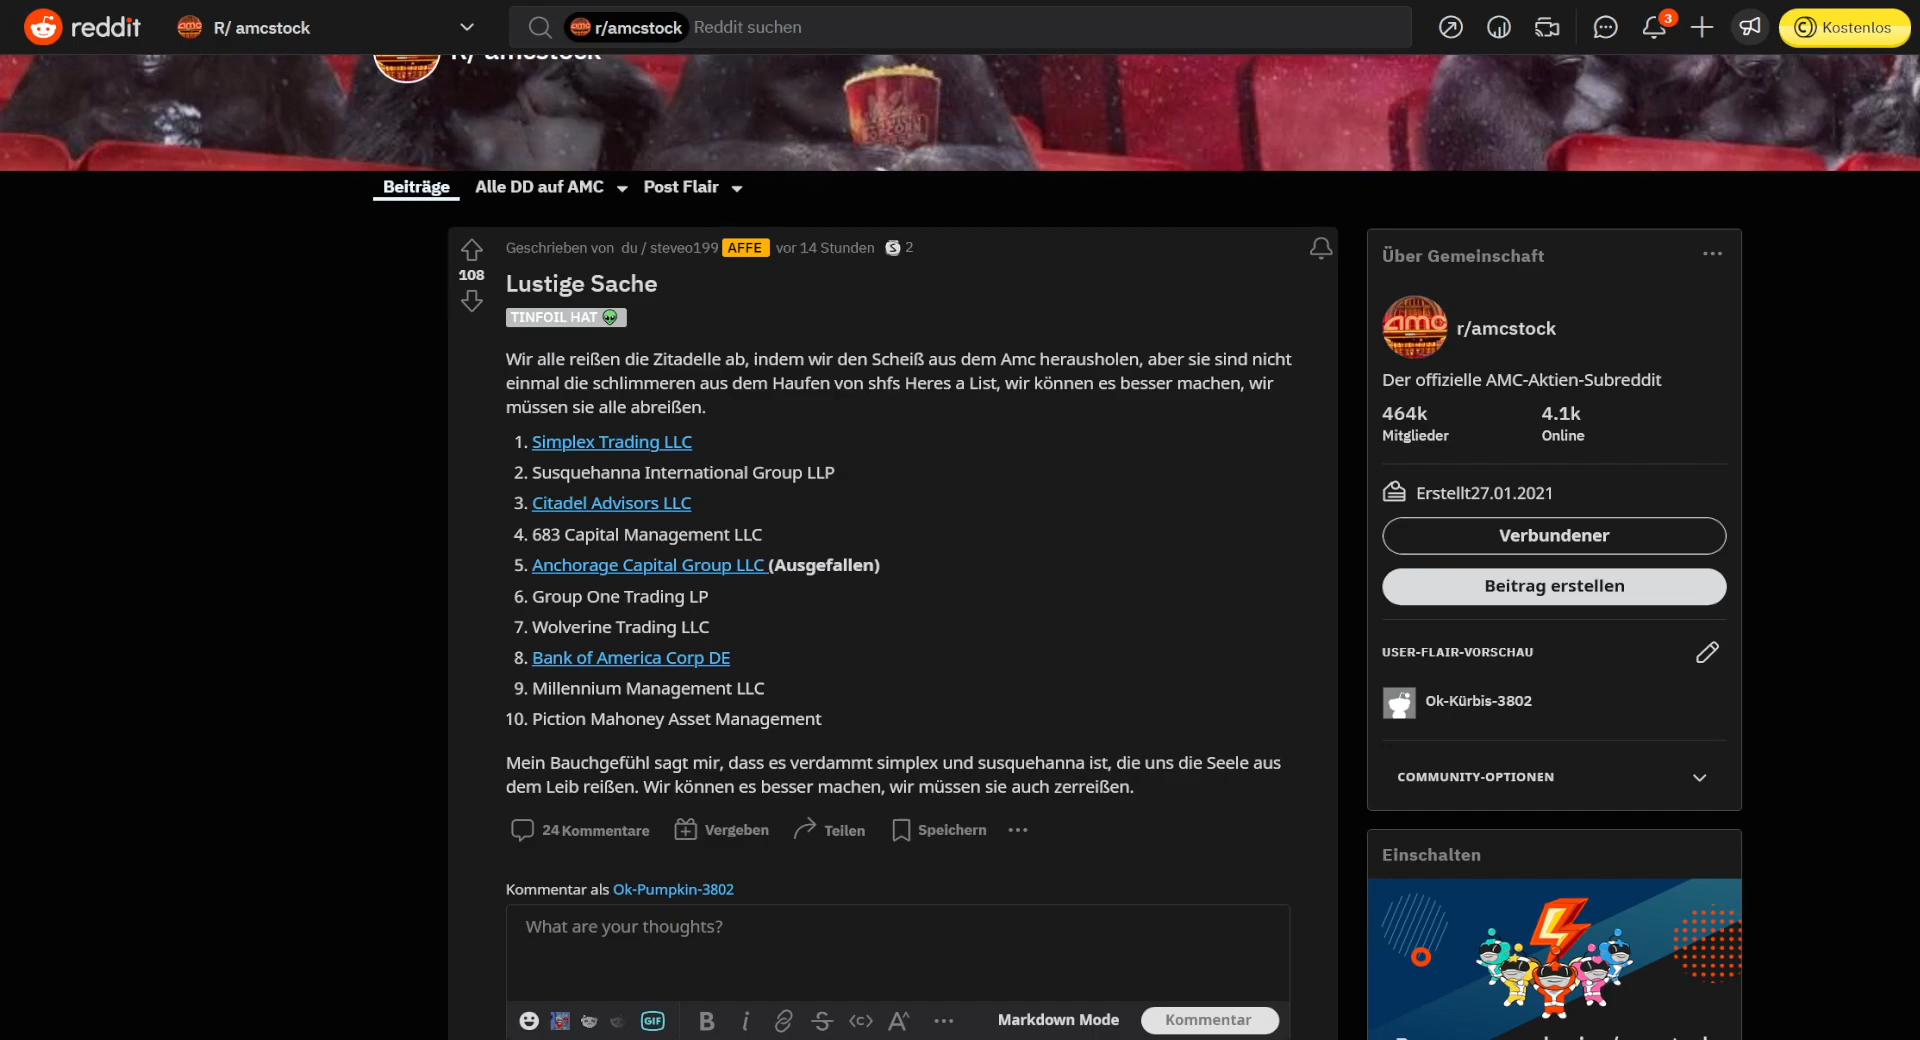 reddit
R/ amcstock
r/amcstock Reddit suchen
3
Kostenlos
Beiträge
Alle DD auf AMC
Post Flair
Geschrieben von du / steveo199 AFFE vor 14 Stunden S 2
108
Lustige Sache
TINFOIL HAT
Wir alle reißen die Zitadelle ab, indem wir den Scheiß aus dem Amc herausholen, aber sie sind nicht
einmal die schlimmeren aus dem Haufen von shfs Heres a List, wir können es besser machen, wir
müssen sie alle abreißen.
1. Simplex Trading LLC
2. Susquehanna International Group LLP
3. Citadel Advisors LLC
4. 683 Capital Management LLC
5. Anchorage Capital Group LLC (Ausgefallen)
6. Group One Trading LP
7. Wolverine Trading LLC
8. Bank of America Corp DE
9. Millennium Management LLC
10. Piction Mahoney Asset Management
Mein Bauchgefühl sagt mir, dass es verdammt simplex und susquehanna ist, die uns die Seele aus
dem Leib reißen. Wir können es besser machen, wir müssen sie auch zerreißen.
24 Kommentare
Vergeben
Teilen
Speichern
Kommentar als Ok-Pumpkin-3802
What are your thoughts?
GIF
B
i
S
A
Markdown Mode
Kommentar
Über Gemeinschaft
amc
r/amcstock
Der offizielle AMC-Aktien-Subreddit
464k
4.1k
Mitglieder
Online
Erstellt27.01.2021
Verbundener
Beitrag erstellen
USER-FLAIR-VORSCHAU
Ok-Kürbis-3802
COMMUNITY-OPTIONEN
Einschalten